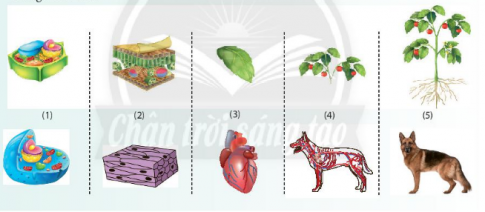 (1) (2) (3) (4) (5)
Chân trời sáng tạo